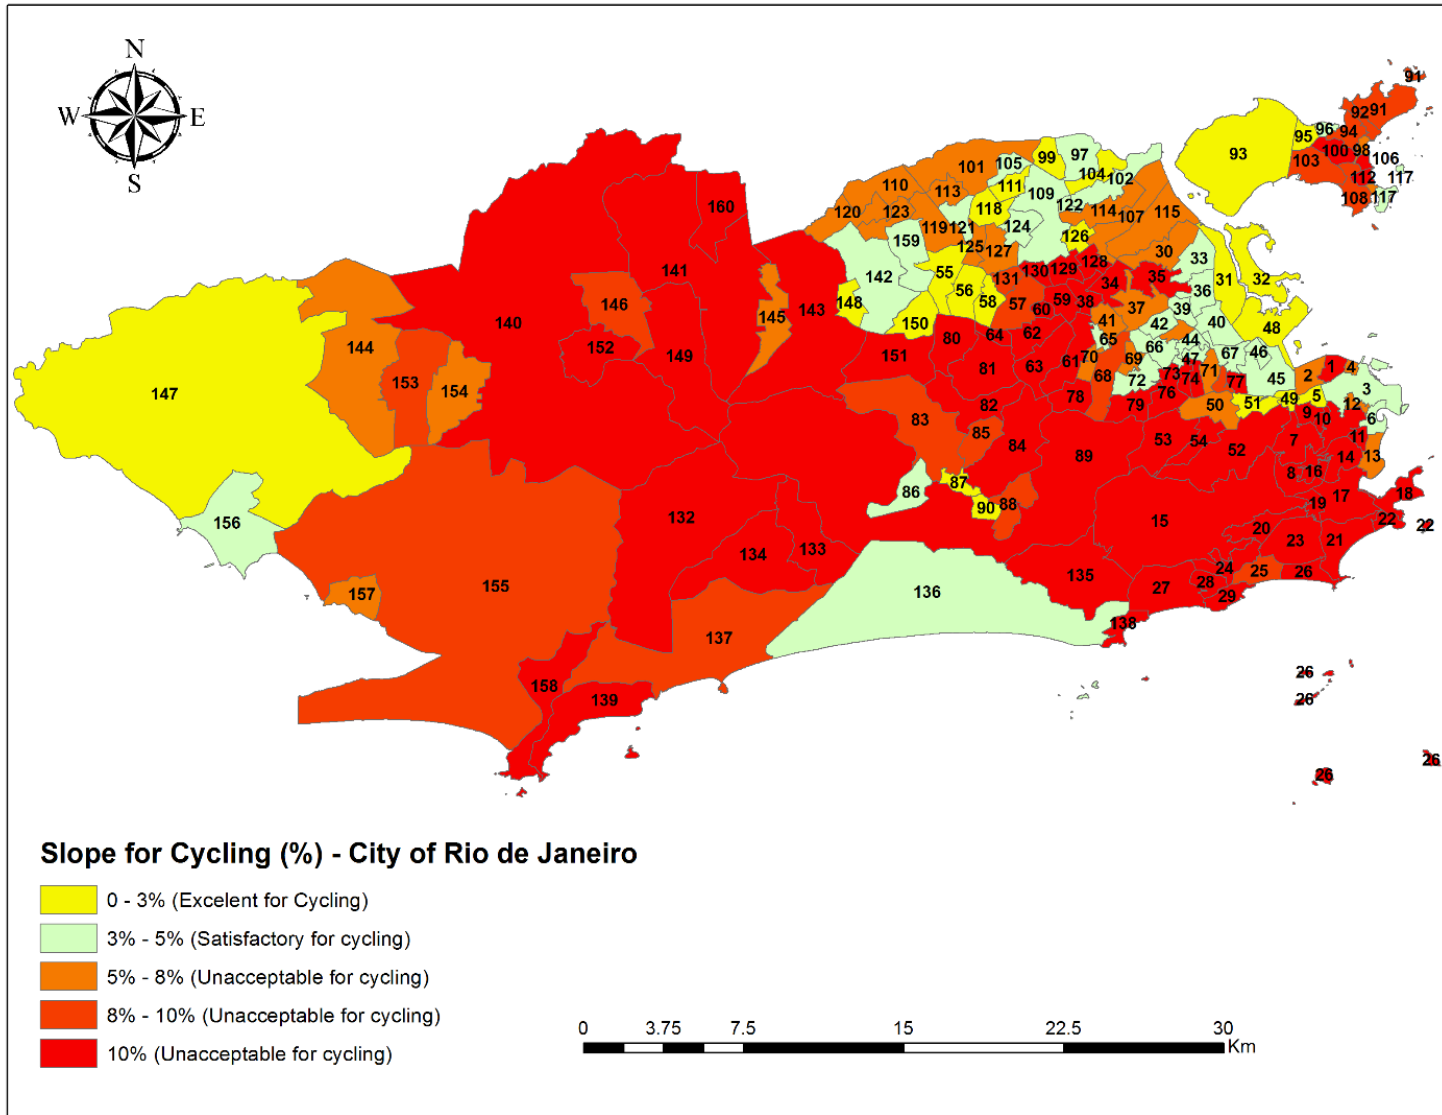 N
W E
S
91
92 91
95 96 94
93 100 98
103 106
112 117
108 117
99 97
101 105 104 102
110 113 111 109
120 123 118 122 114 107 115
160 119 121 124 126
159 125 127 30
142 55 131 130 129 128 33
141 56 58 57 34 35 36 31 32
146 145 143 148 60 59 38 37 39
140 150 64 62 41 42 40 48
152 149 151 80 65 66 44 67 46
144 81 63 61 70 69 47 71 1 4
153 154 68 72 73 74 77 45 2 3
147 82 78 79 76 50 51 49 5 12
83 85 84 53 54 52 9 10 6
89 7 11 13
86 87 8 16 14
156 90 88 19 17 18
132 15 20 22 22
134 133 23 21
135 24 25 26
157 155 136 27 28 29
137 138
158 139 26
26
26 26
Slope for Cycling (%) - City of Rio de Janeiro
0 - 3% (Excelent for Cycling)
3% - 5% (Satisfactory for cycling)
5% - 8% (Unacceptable for cycling)
8% - 10% (Unacceptable for cycling)
10% (Unacceptable for cycling)
0 3.75 7.5 15 22.5 30
Km